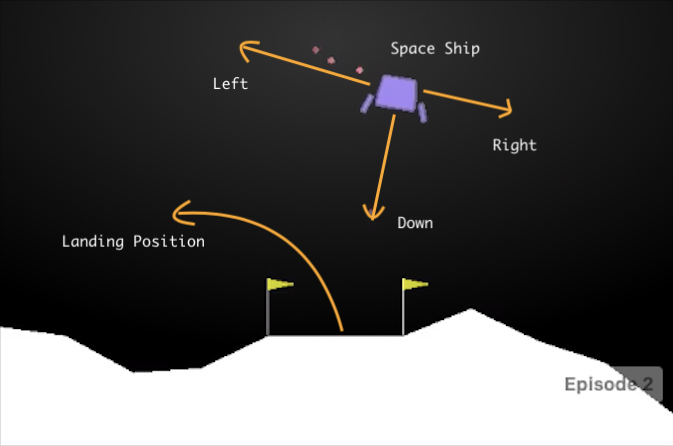 Space Ship
Left
Right
Down
Landing Position
Episode 2